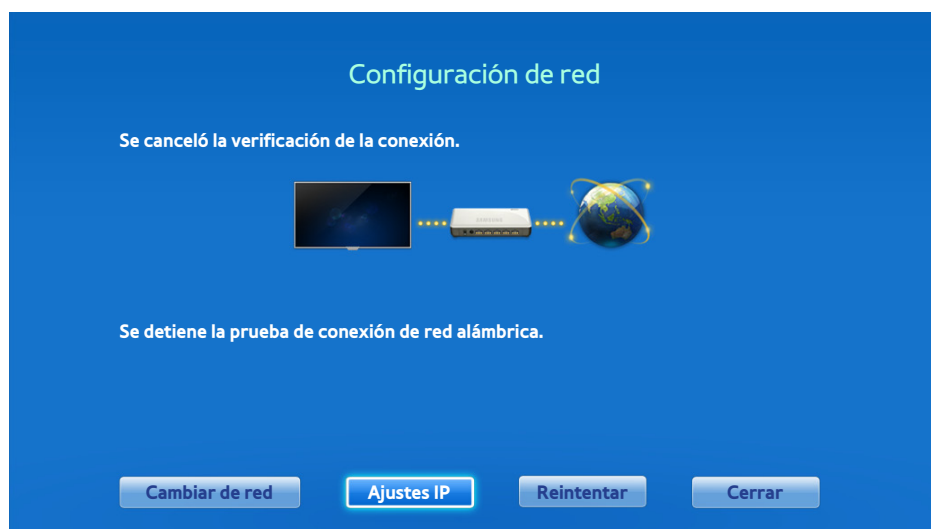 Configuración de red
Se canceló la verificación de la conexión.
SAMSUNG
Se detiene la prueba de conexión de red alámbrica.
Cambiar de red
Ajustes IP
Reintentar
Cerrar